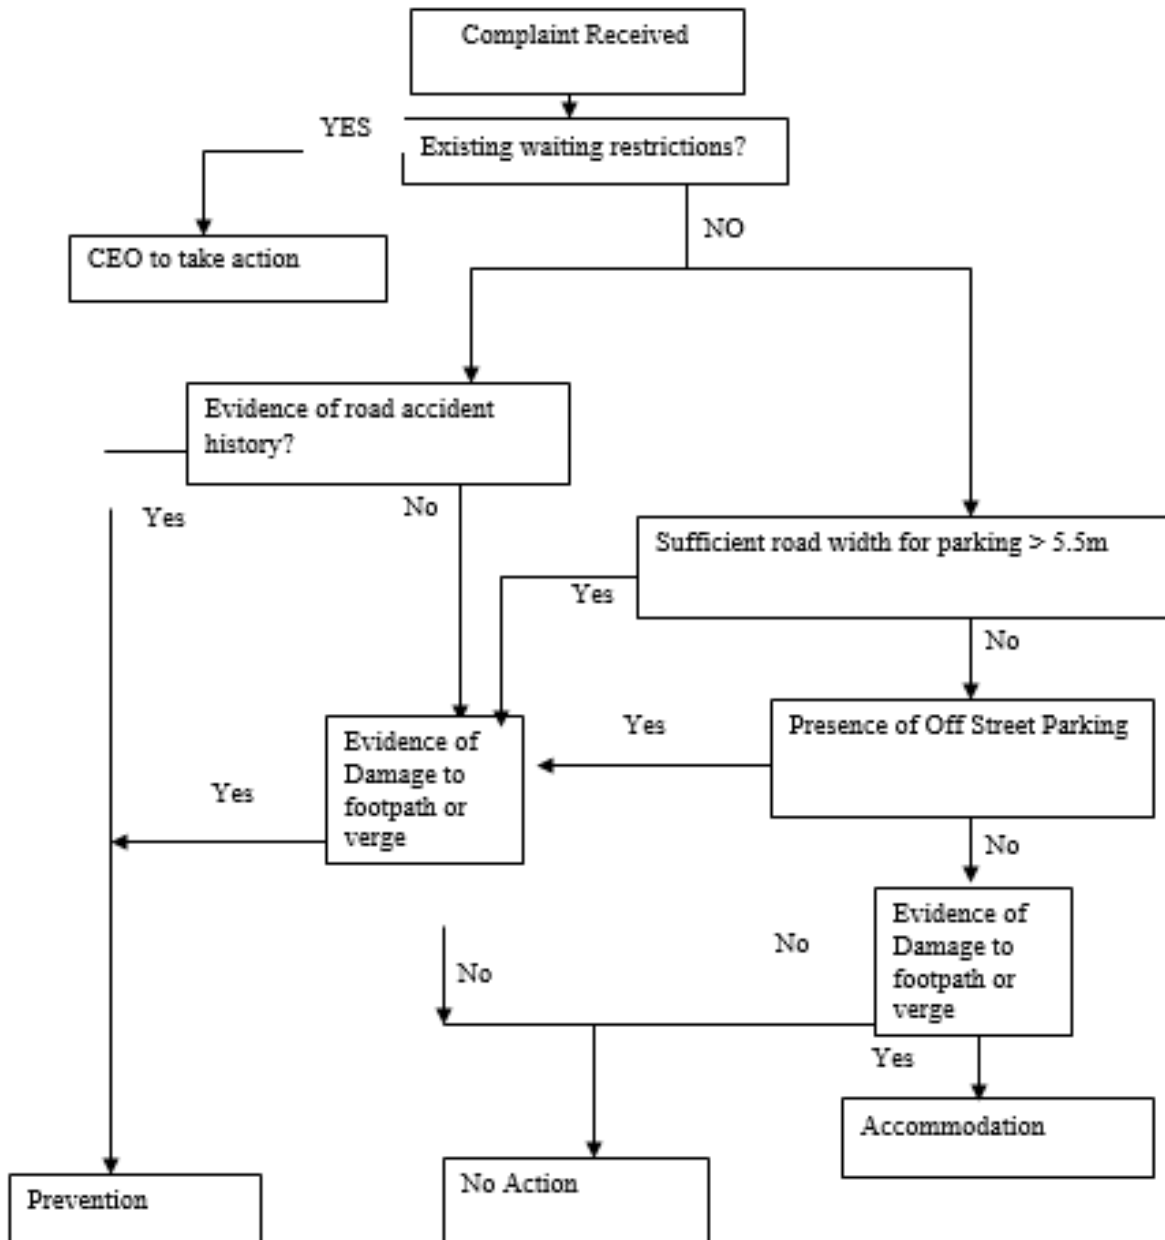 Complaint Received
YES
Existing waiting restrictions?
NO
CEO to take action
Evidence of road accident
history?
Yes
No
Sufficient road width for parking > 5.5m
Yes
No
Evidence of
Damage to
footpath or
verge
Yes
Presence of Off Street Parking
Yes
No
Evidence of
Damage to
footpath or
verge
No
No
Yes
Accommodation
Prevention
No Action